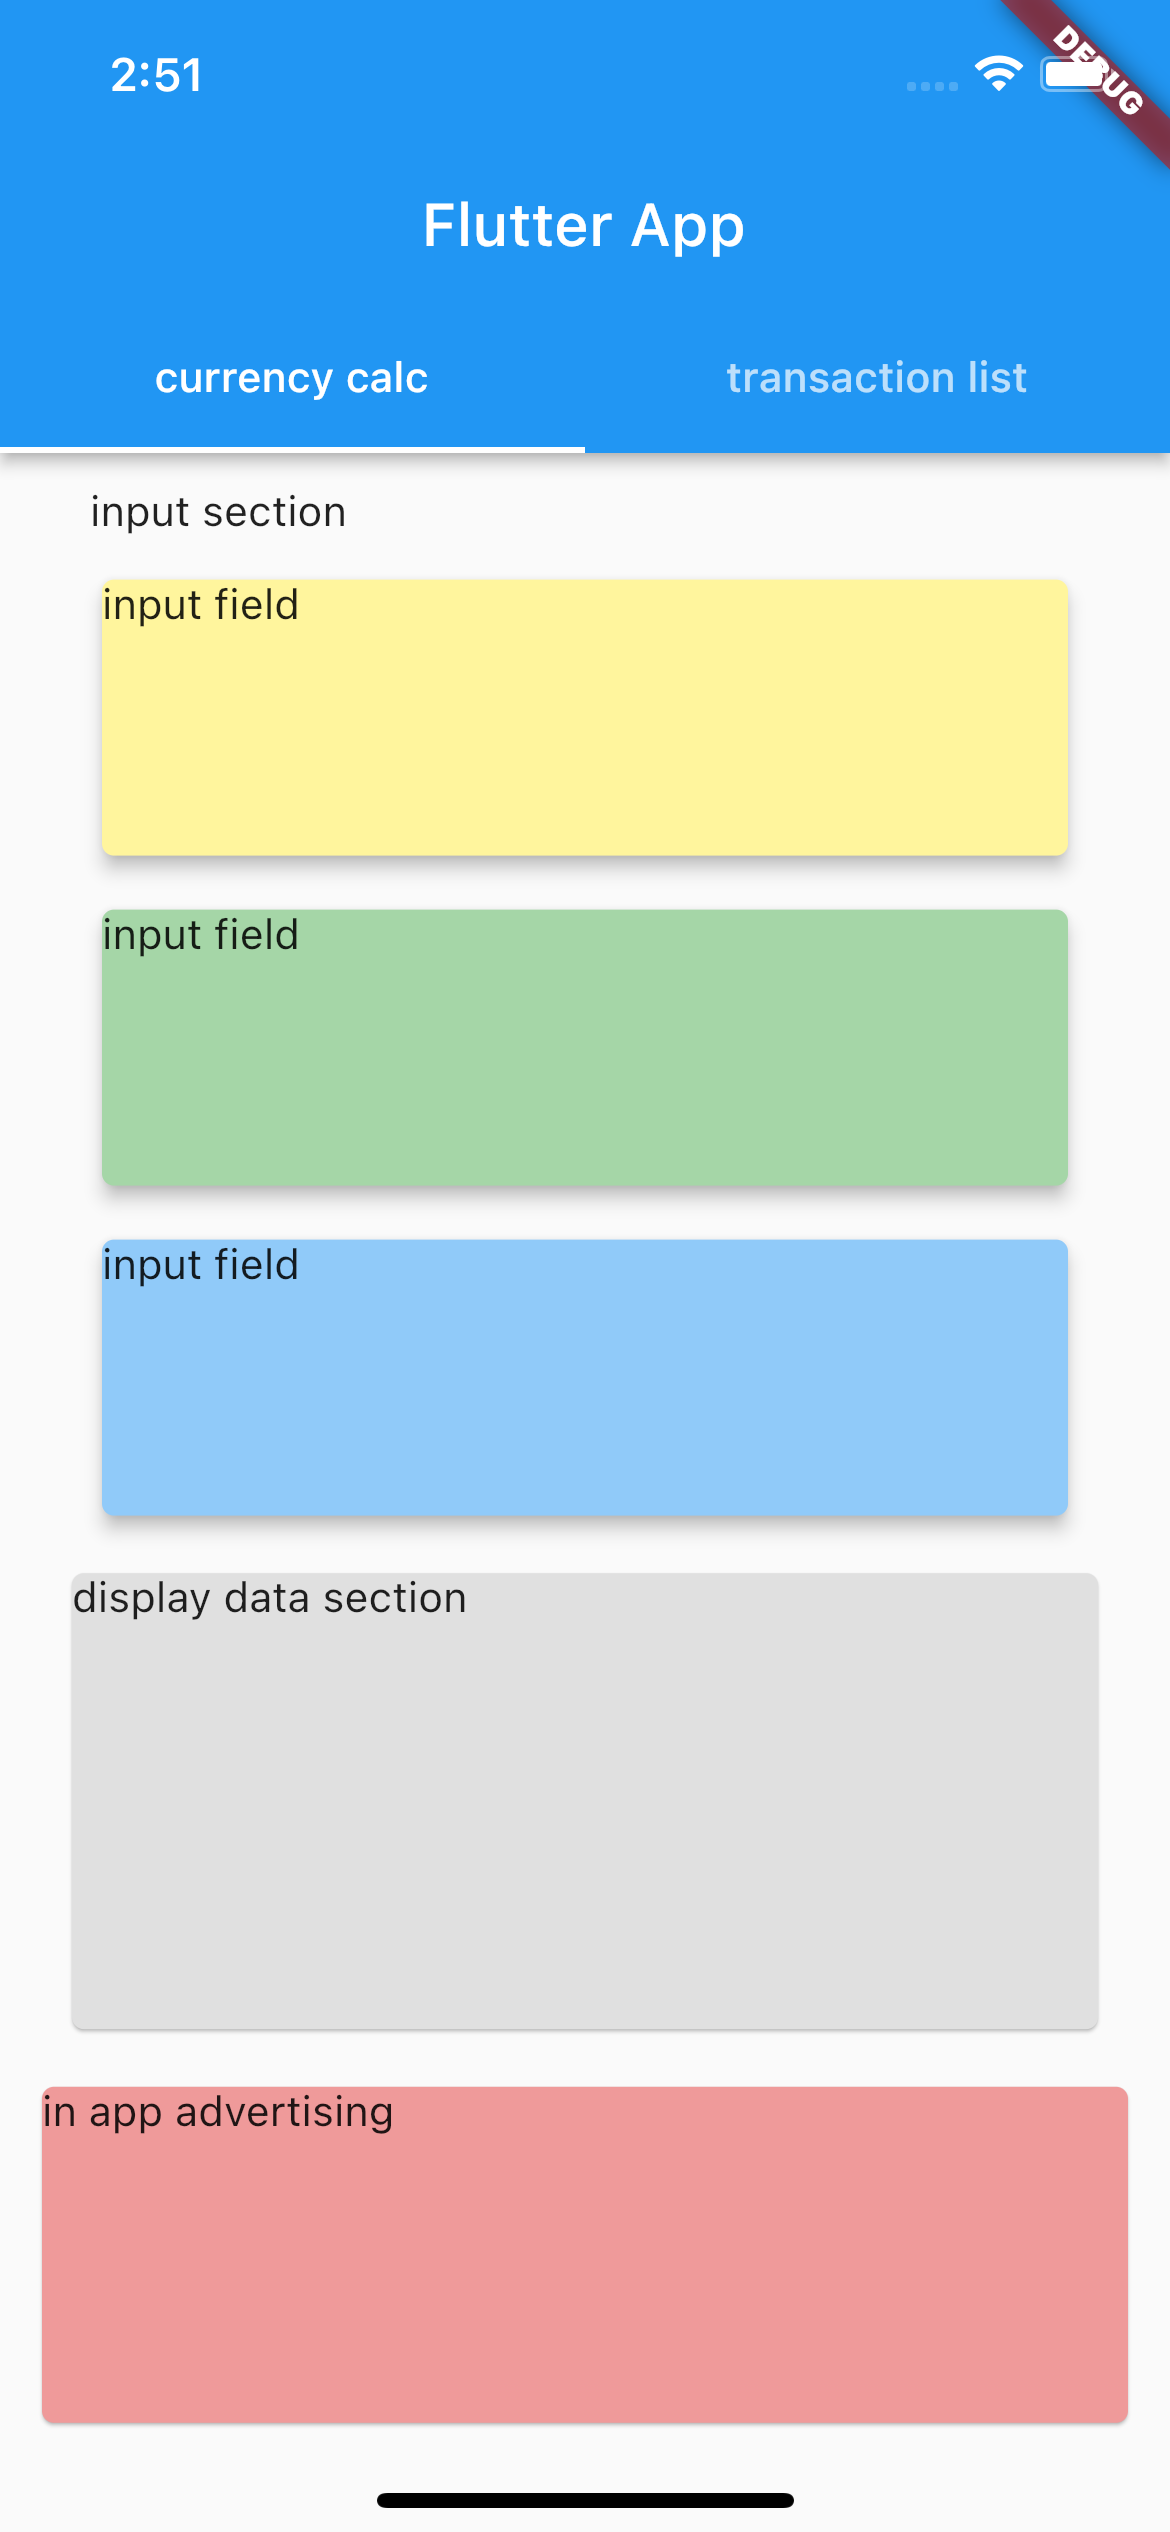 2:51
DEBUG
Flutter App
currency calc
transaction list
input section
input field
input field
input field
display data section
in app advertising